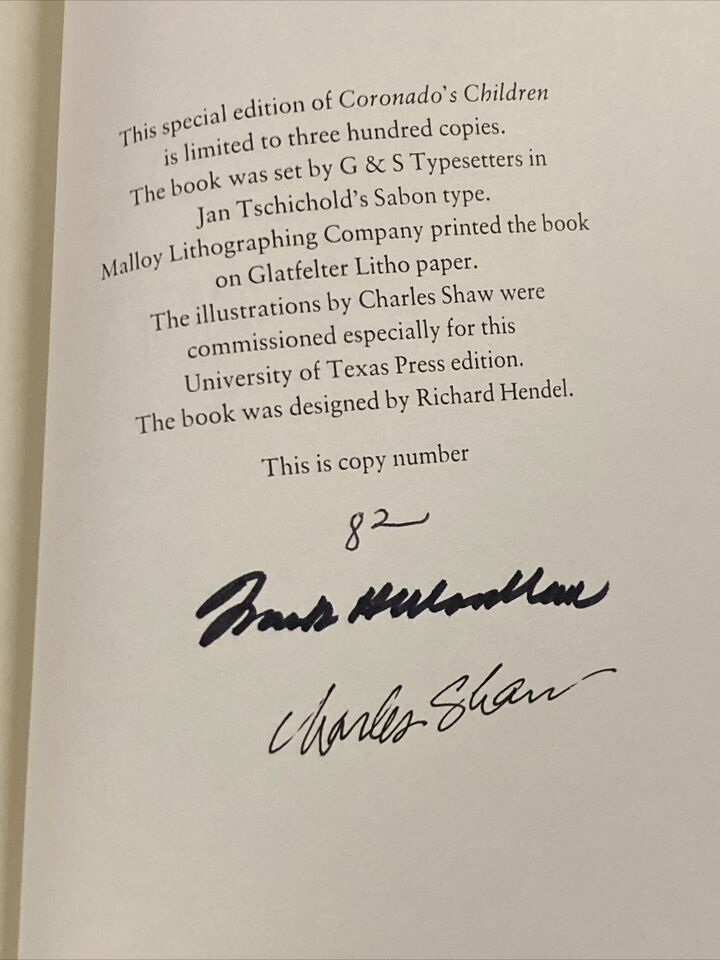 This special edition of Coronado's Children
is limited to three hundred copies.
The book was set by G & S Typesetters in
Jan Tschichold's Sabon type.
Malloy Lithographing Company printed the book
on Glatfelter Litho paper.
The illustrations by Charles Shaw were
commissioned especially for this
University of Texas Press edition.
The book was designed by Richard Hendel.
This is copy number
82
Frank
Charles Shaw